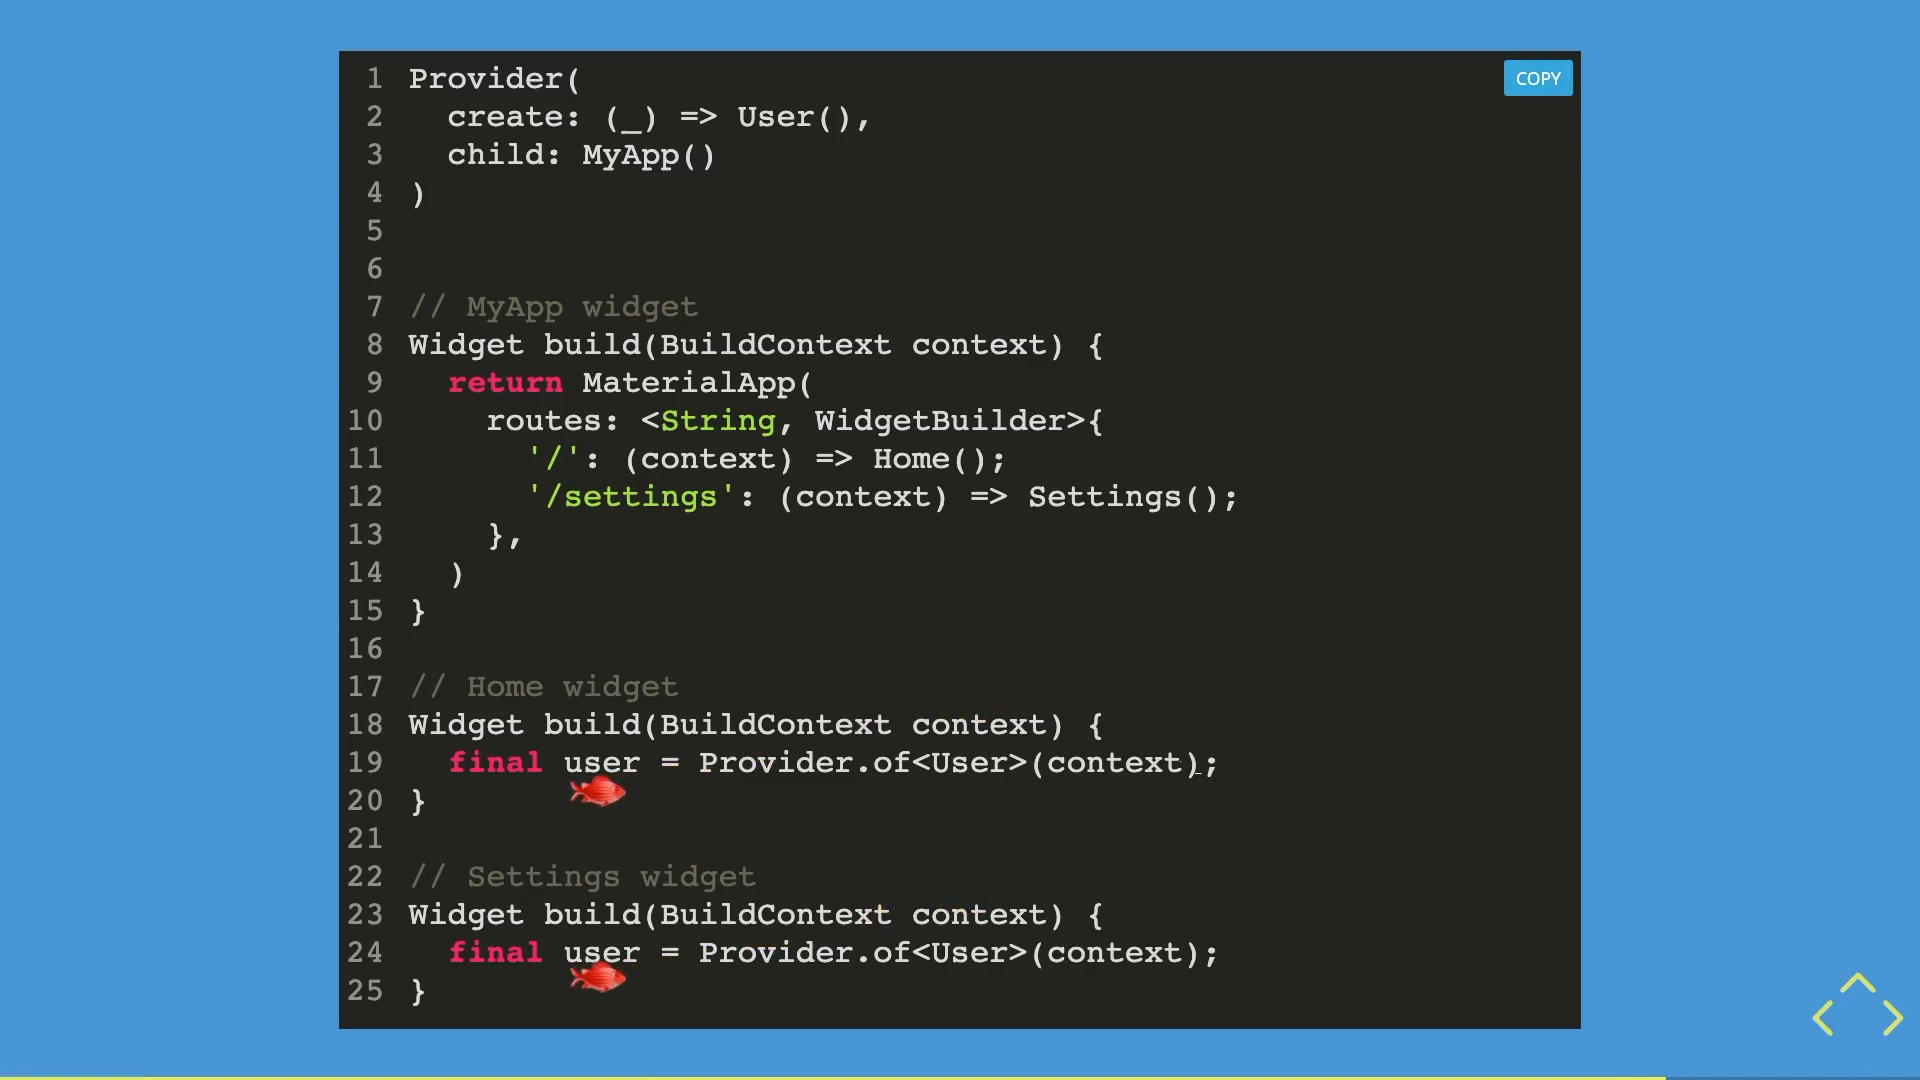 COPY
1 Provider(
2   create: (_) => User(),
3   child: MyApp()
4 )
5
6
7 // MyApp widget
8 Widget build(BuildContext context) {
9   return MaterialApp(
10     routes: <String, WidgetBuilder>{
11       '/': (context) => Home();
12       '/settings': (context) => Settings();
13     },
14   )
15 }
16
17 // Home widget
18 Widget build(BuildContext context) {
19   final user = Provider.of<User>(context);
20 }
21
22 // Settings widget
23 Widget build(BuildContext context) {
24   final user = Provider.of<User>(context);
25 }